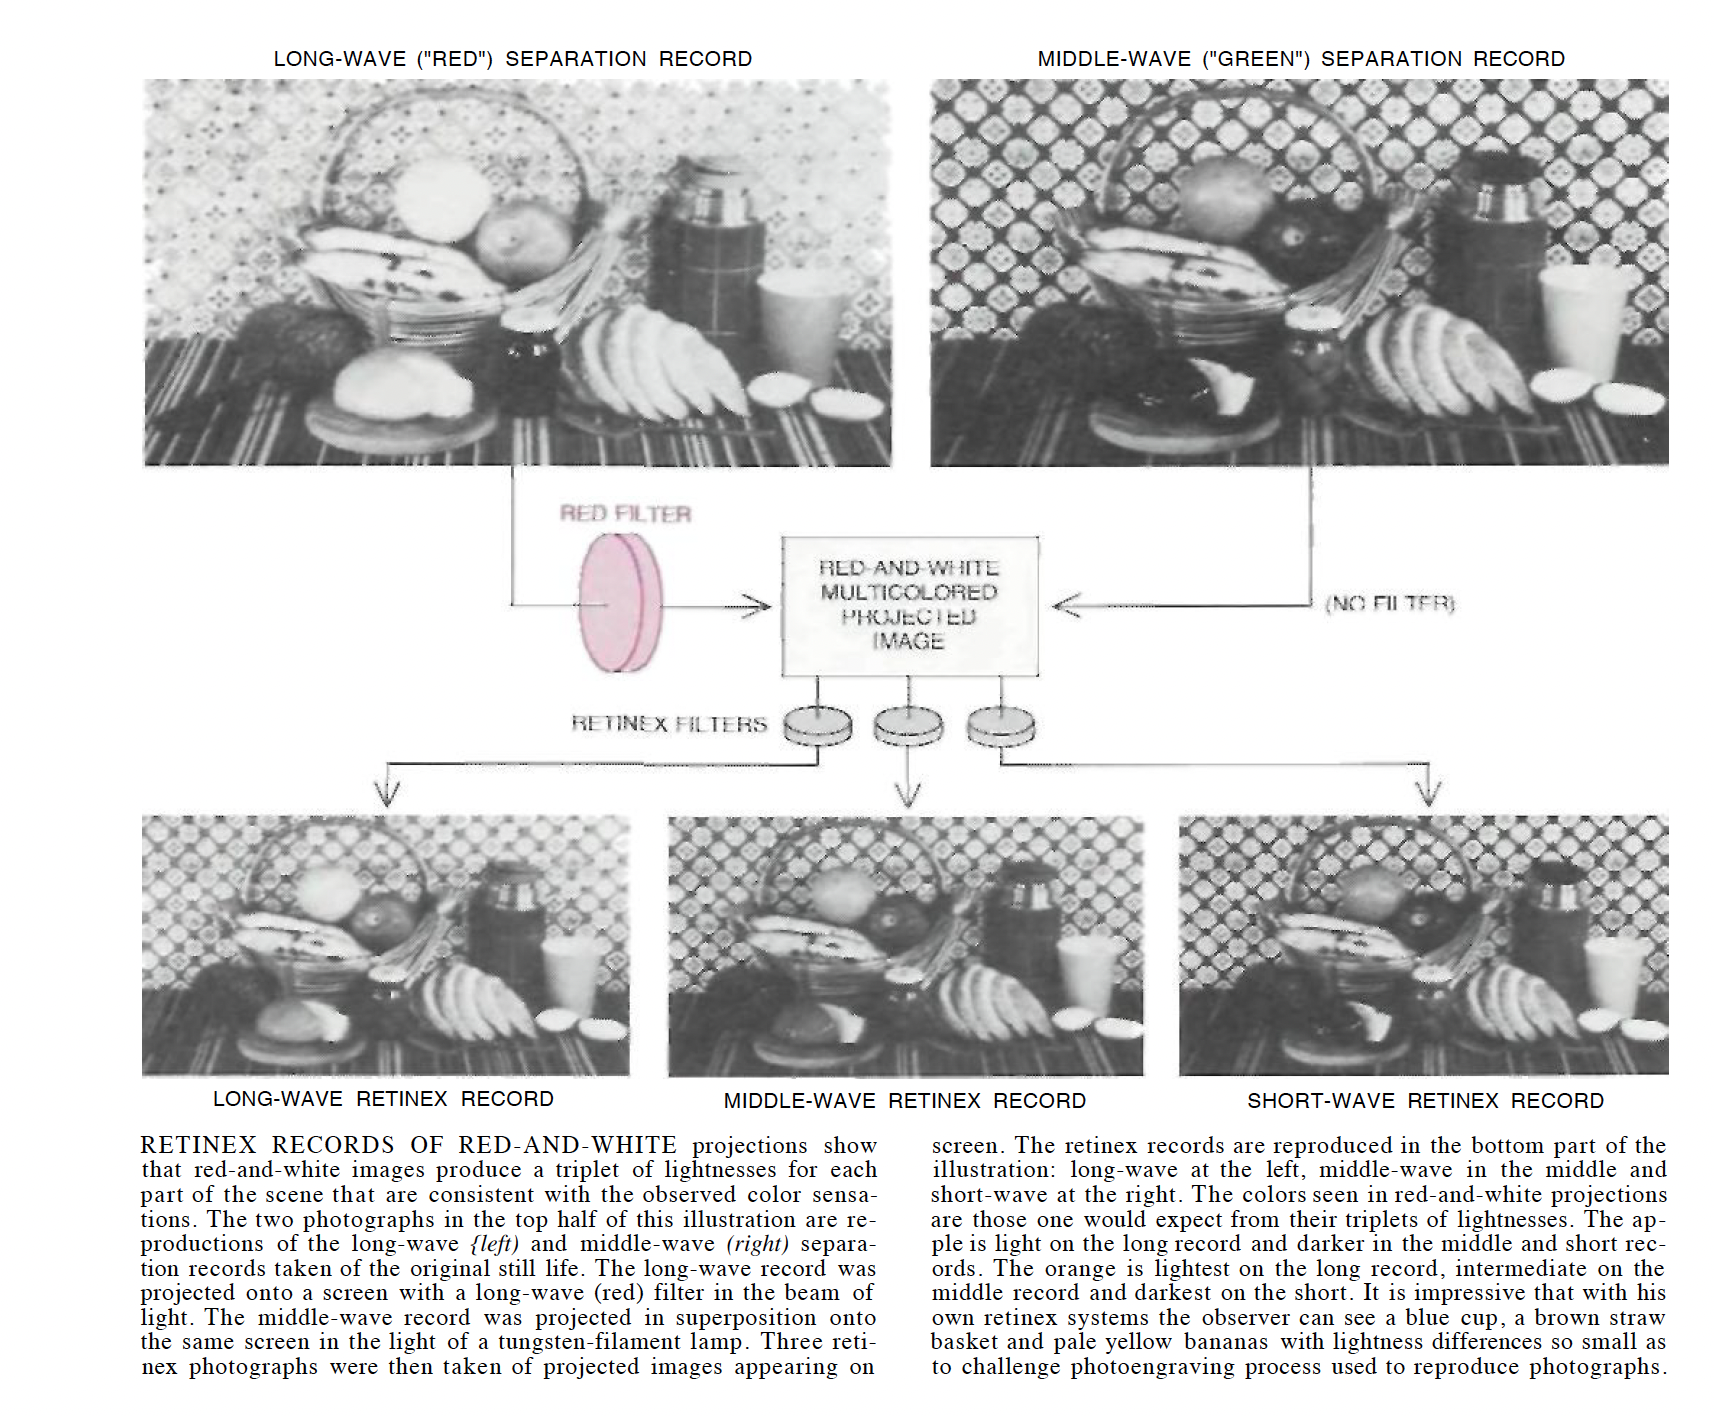 LONG-WAVE ("RED") SEPARATION RECORD
MIDDLE-WAVE ("GREEN") SEPARATION RECORD
RED FILTER
RED-AND-WHITE
MULTICOLORED
PROJECTED
IMAGE
(NO FILTER)
RETINEX FILTERS
LONG-WAVE RETINEX RECORD
MIDDLE-WAVE RETINEX RECORD
SHORT-WAVE RETINEX RECORD
RETINEX RECORDS OF RED-AND-WHITE projections show
that red-and-white images produce a triplet of lightnesses for each
part of the scene that are consistent with the observed color sensa-
tions. The two photographs in the top half of this illustration are re-
productions of the long-wave {left) and middle-wave (right) separa-
tion records taken of the original still life. The long-wave record was
projected onto a screen with a long-wave (red) filter in the beam of
light. The middle-wave record was projected in superposition onto
the same screen in the light of a tungsten-filament lamp. Three reti-
nex photographs were then taken of projected images appearing on
screen. The retinex records are reproduced in the bottom part of the
illustration: long-wave at the left, middle-wave in the middle and
short-wave at the right. The colors seen in red-and-white projections
are those one would expect from their triplets of lightnesses. The ap-
ple is light on the long record and darker in the middle and short rec-
ords. The orange is lightest on the long record, intermediate on the
middle record and darkest on the short. It is impressive that with his
own retinex systems the observer can see a blue cup, a brown straw
basket and pale yellow bananas with lightness differences so small as
to challenge photoengraving process used to reproduce photographs.